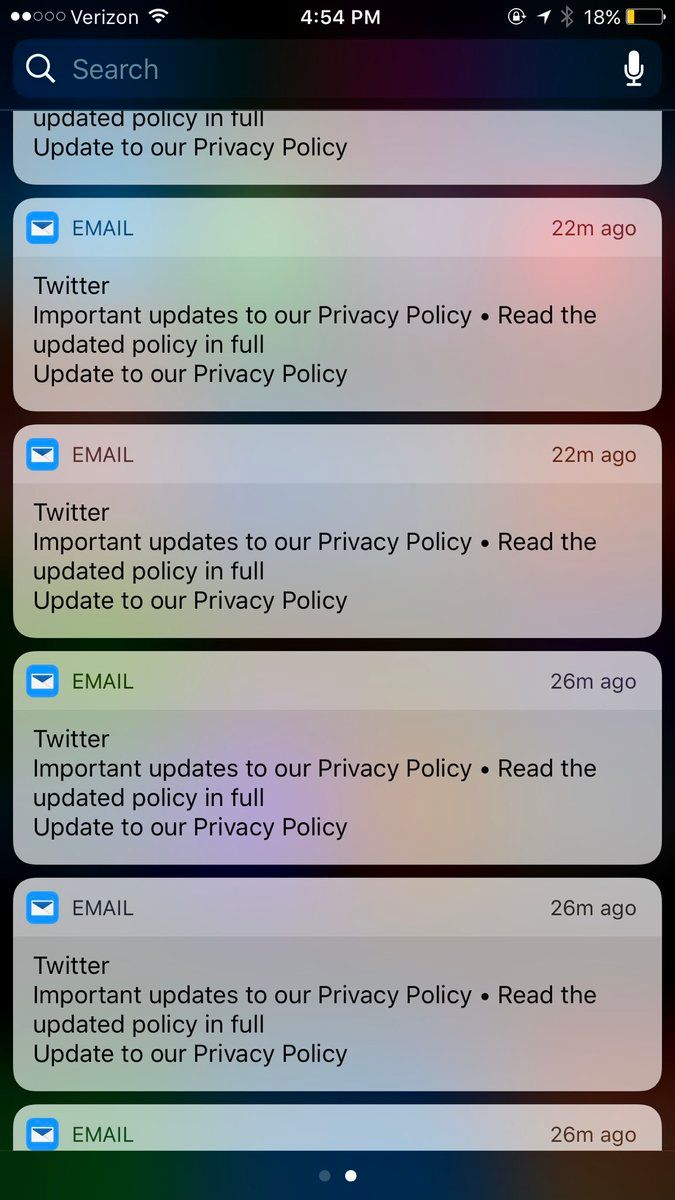 Verizon 4:54 PM 18%
Search
updated policy in full
Update to our Privacy Policy
EMAIL 22m ago
Twitter
Important updates to our Privacy Policy • Read the
updated policy in full
Update to our Privacy Policy
EMAIL 22m ago
Twitter
Important updates to our Privacy Policy • Read the
updated policy in full
Update to our Privacy Policy
EMAIL 26m ago
Twitter
Important updates to our Privacy Policy • Read the
updated policy in full
Update to our Privacy Policy
EMAIL 26m ago
Twitter
Important updates to our Privacy Policy • Read the
updated policy in full
Update to our Privacy Policy
EMAIL 26m ago